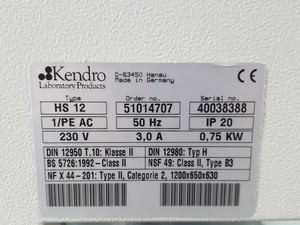 Kendro
Laboratory Products
D-63450 Hanau
Made in Germany
CE
Type Order no. Serial no.
HS 12 51014707 40038388
1/PE AC 50 Hz IP 20
230 V 3,0 A 0,75 KW
DIN 12950 T.10: Klasse II DIN 12980: Typ H
BS 5726:1992-Class II NSF 49: Class II, Type B3
NF X 44-201: Type II, Categorie 2, 1200x650x630